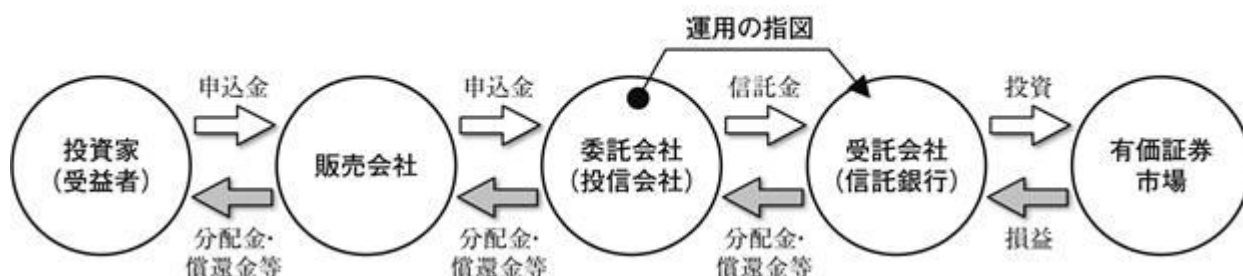 運用の指図
申込金
申込金
信託金
投資
投資家
(受益者)
販売会社
委託会社
(投信会社)
受託会社
(信託銀行)
有価証券
市場
分配金・
償還金等
分配金・
償還金等
分配金・
償還金等
損益